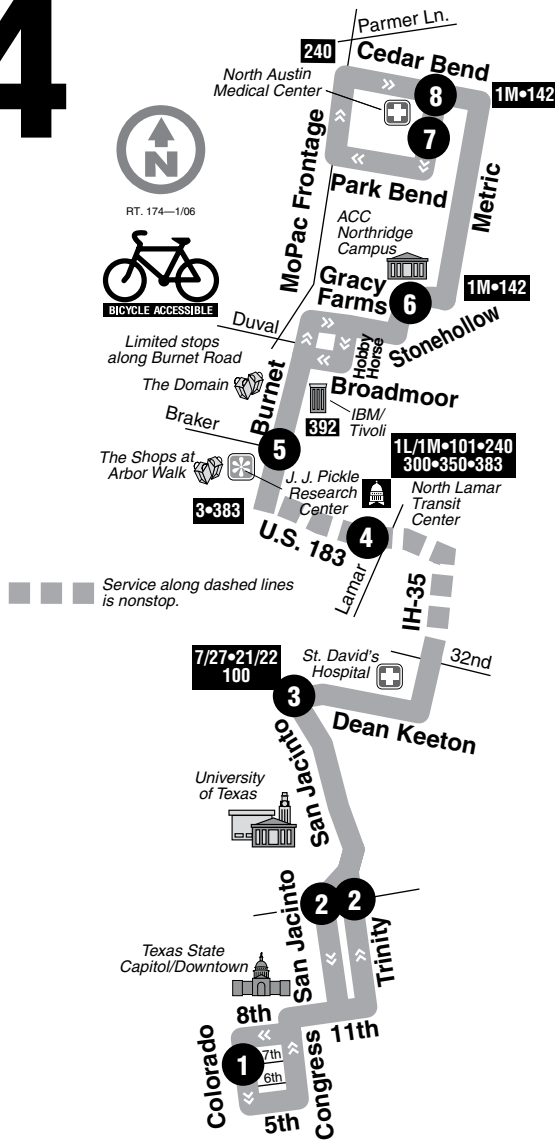 4
Parmer Ln.
240
Cedar Bend
North Austin
Medical Center
8
1M•142
7
MoPac Frontage
Park Bend
Metric
N
RT. 174—1/06
BICYCLE ACCESSIBLE
ACC
Northridge
Campus
Gracy
Farms
6
1M•142
Stonehollow
Duval
Hobby
Horse
Limited stops
along Burnet Road
The Domain
Burnet
Broadmoor
IBM/
Tivoli
392
Braker
5
The Shops at
Arbor Walk
J. J. Pickle
Research
Center
1L/1M•101•240
300•350•383
North Lamar
Transit
Center
3•383
U.S. 183
4
Lamar
IH-35
Service along dashed lines
is nonstop.
7/27•21/22
100
St. David's
Hospital
32nd
3
Dean Keeton
San Jacinto
University
of Texas
San Jacinto
2
2
Trinity
Texas State
Capitol/Downtown
8th
11th
Colorado
1
7th
6th
Congress
5th